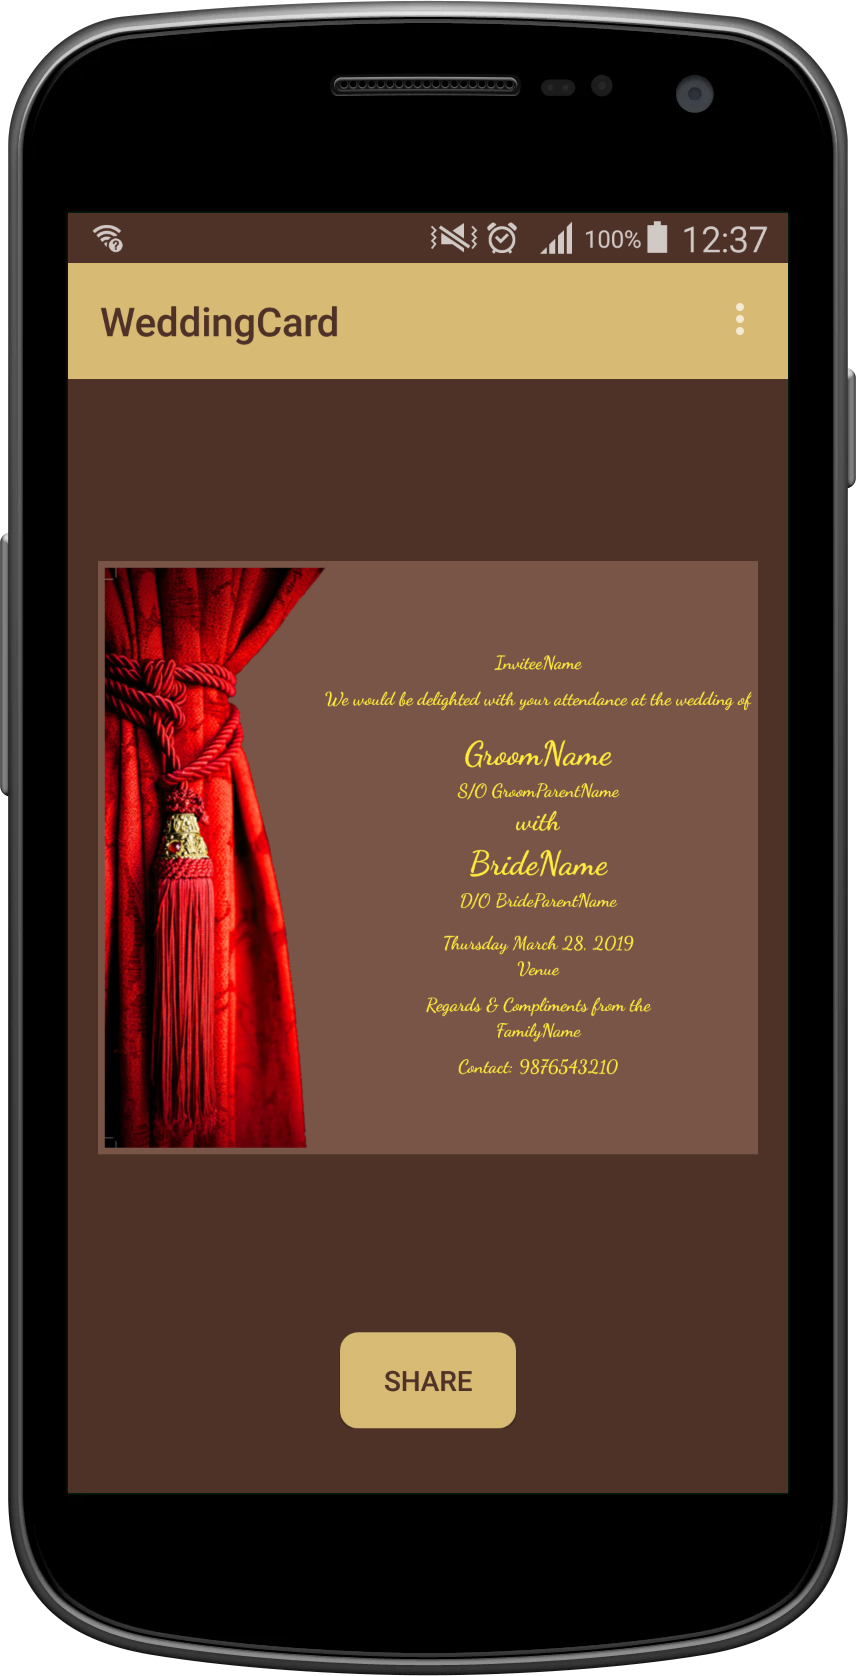 100% 12:37
WeddingCard
InviteeName
We would be delighted with your attendance at the wedding of
GroomName
S/O GroomParentName
with
BrideName
D/O BrideParentName
Thursday March 28, 2019
Venue
Regards & Compliments from the
FamilyName
Contact: 9876543210
SHARE